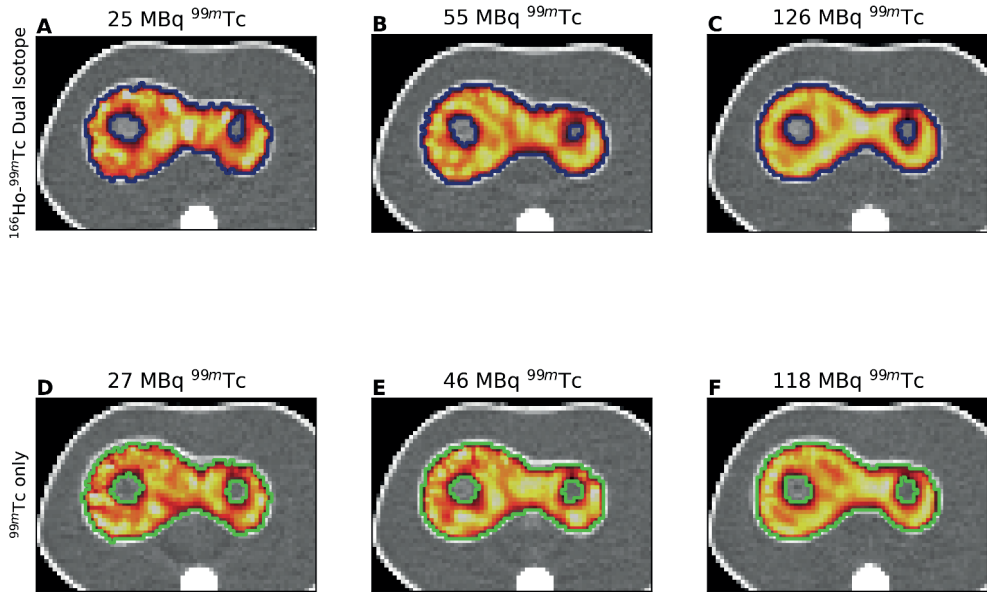 A
25 MBq ⁹⁹ᵐTc
B
55 MBq ⁹⁹ᵐTc
C
126 MBq ⁹⁹ᵐTc
¹⁶⁶Ho-⁹⁹ᵐTc Dual Isotope
D
27 MBq ⁹⁹ᵐTc
E
46 MBq ⁹⁹ᵐTc
F
118 MBq ⁹⁹ᵐTc
⁹⁹ᵐTc only